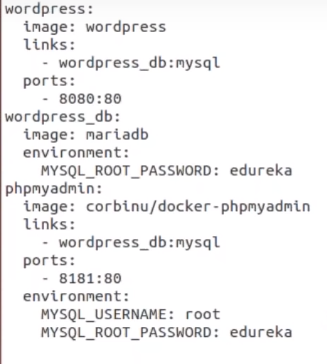 wordpress:
  image: wordpress
  links:
    - wordpress_db:mysql
  ports:
    - 8080:80
wordpress_db:
  image: mariadb
  environment:
    MYSQL_ROOT_PASSWORD: edureka
phpmyadmin:
  image: corbinu/docker-phpmyadmin
  links:
    - wordpress_db:mysql
  ports:
    - 8181:80
  environment:
    MYSQL_USERNAME: root
    MYSQL_ROOT_PASSWORD: edureka